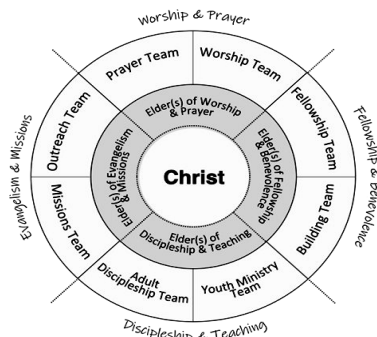 Worship & Prayer
Prayer Team
Worship Team
Elder(s) of Worship
& Prayer
Outreach Team
Fellowship Team
Evangelism & Missions
Elder(s) of Evangelism
& Missions
Christ
Elder(s) of Fellowship
& Benevolence
Fellowship & Benevolence
Missions Team
Building Team
Elder(s) of
Discipleship & Teaching
Adult
Discipleship Team
Youth Ministry
Team
Discipleship & Teaching